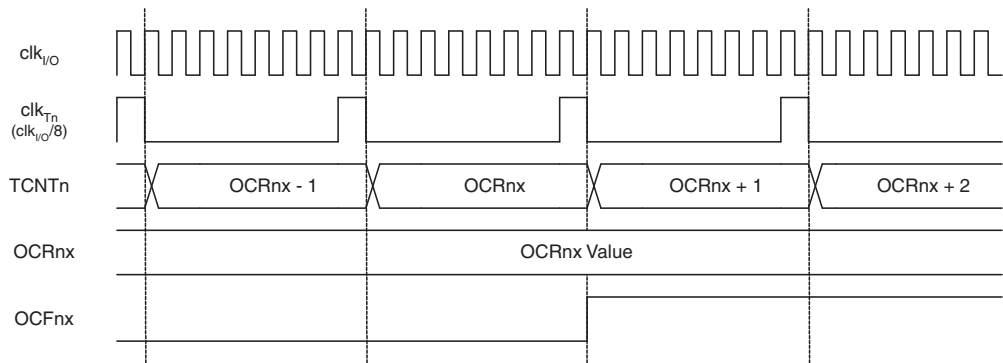 clkI/O
clkTn
(clkI/O/8)
TCNTn
OCRnx - 1
OCRnx
OCRnx + 1
OCRnx + 2
OCRnx
OCRnx Value
OCFnx